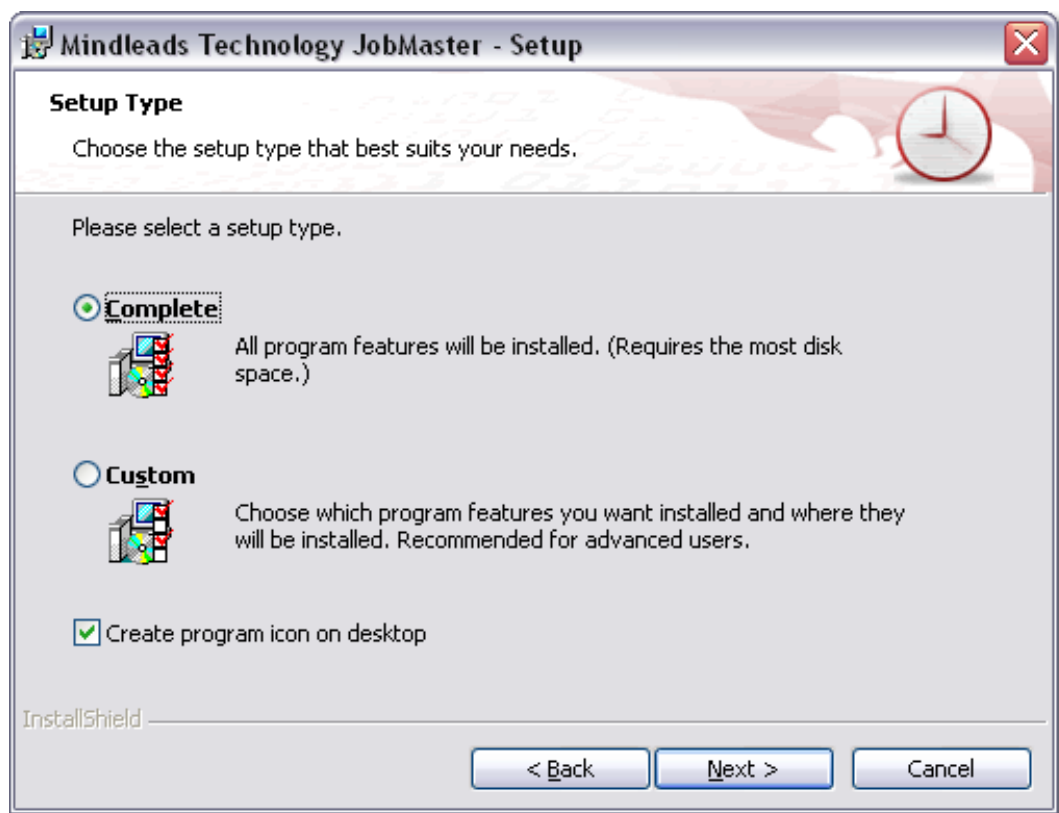 Mindleads Technology JobMaster - Setup
Setup Type
Choose the setup type that best suits your needs.
Please select a setup type.
Complete
All program features will be installed. (Requires the most disk
space.)
Custom
Choose which program features you want installed and where they
will be installed. Recommended for advanced users.
Create program icon on desktop
InstallShield
< Back Next > Cancel